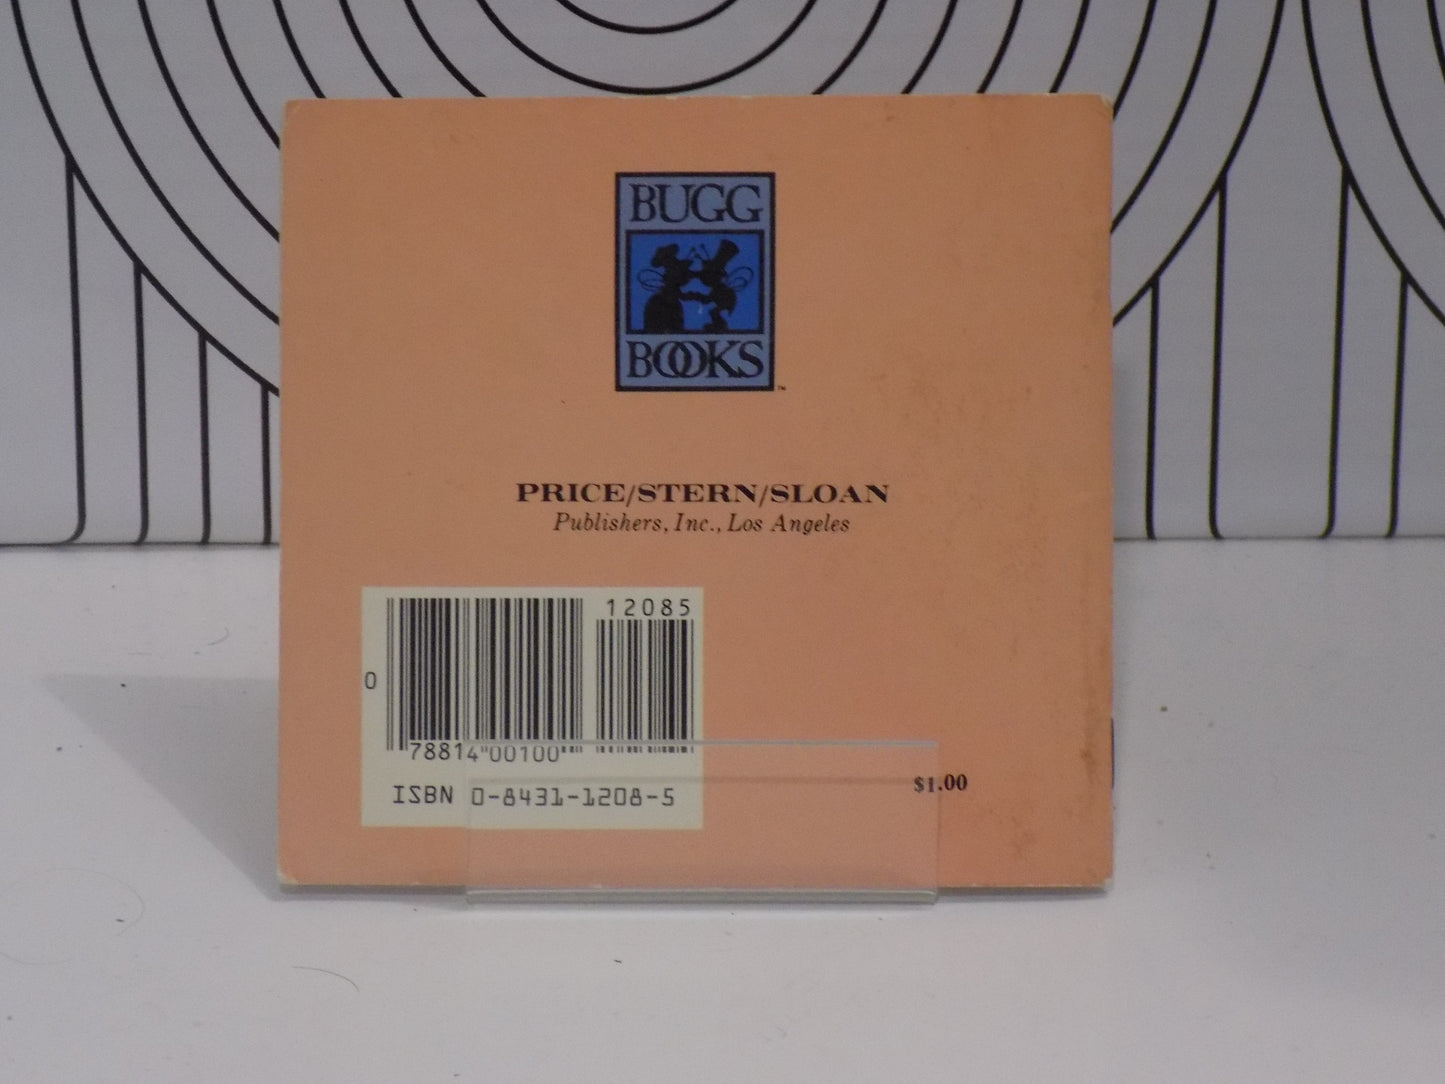 BUGG
BOOKS
™
PRICE/STERN/SLOAN
Publishers, Inc., Los Angeles
12085
0
78814 00100
ISBN 0-8431-1208-5
$1.00